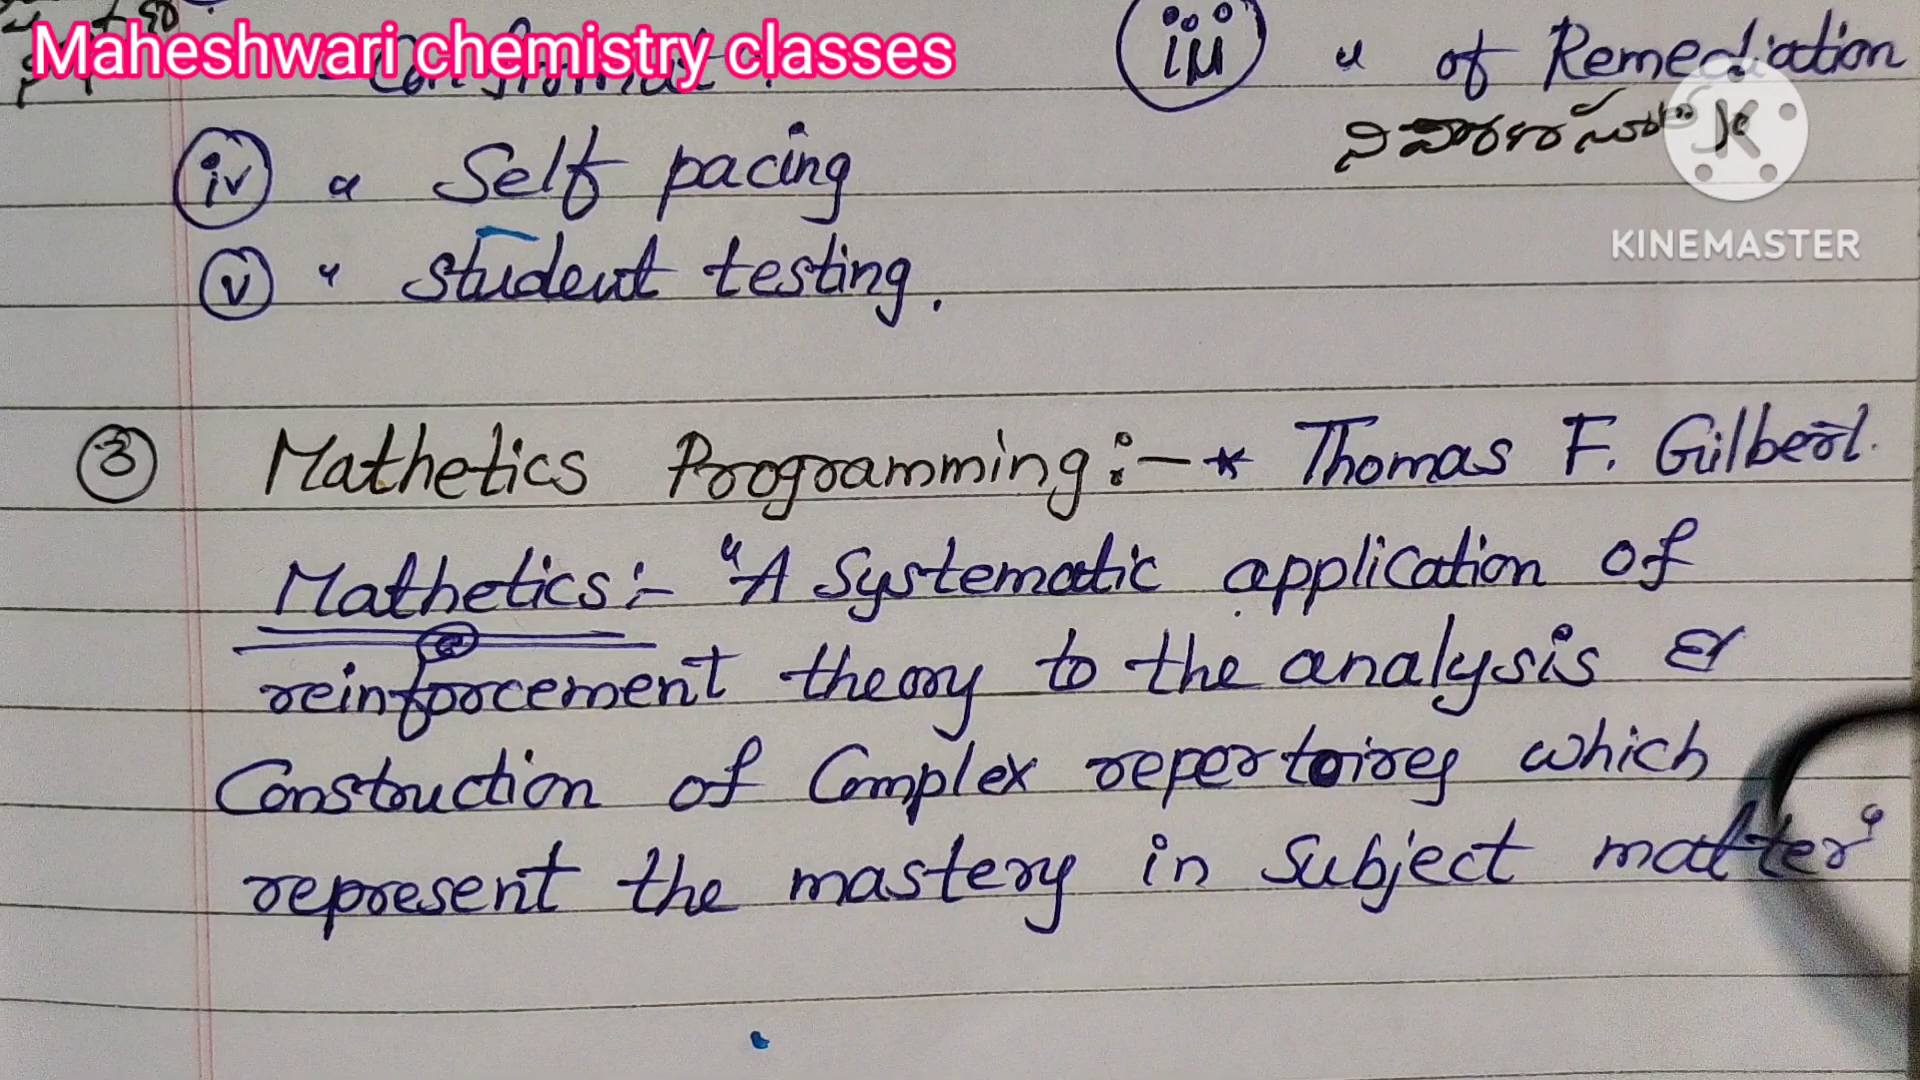 Maheshwari chemistry classes
iii " of Remediation
K
KINEMASTER
iv " Self pacing
v " Student testing.
3 Mathetics Programming:- * Thomas F. Gilbert.
Mathetics:- "A Systematic application of
reinforcement theory to the analysis &
Construction of Complex repertoires which
represent the mastery in Subject matter"